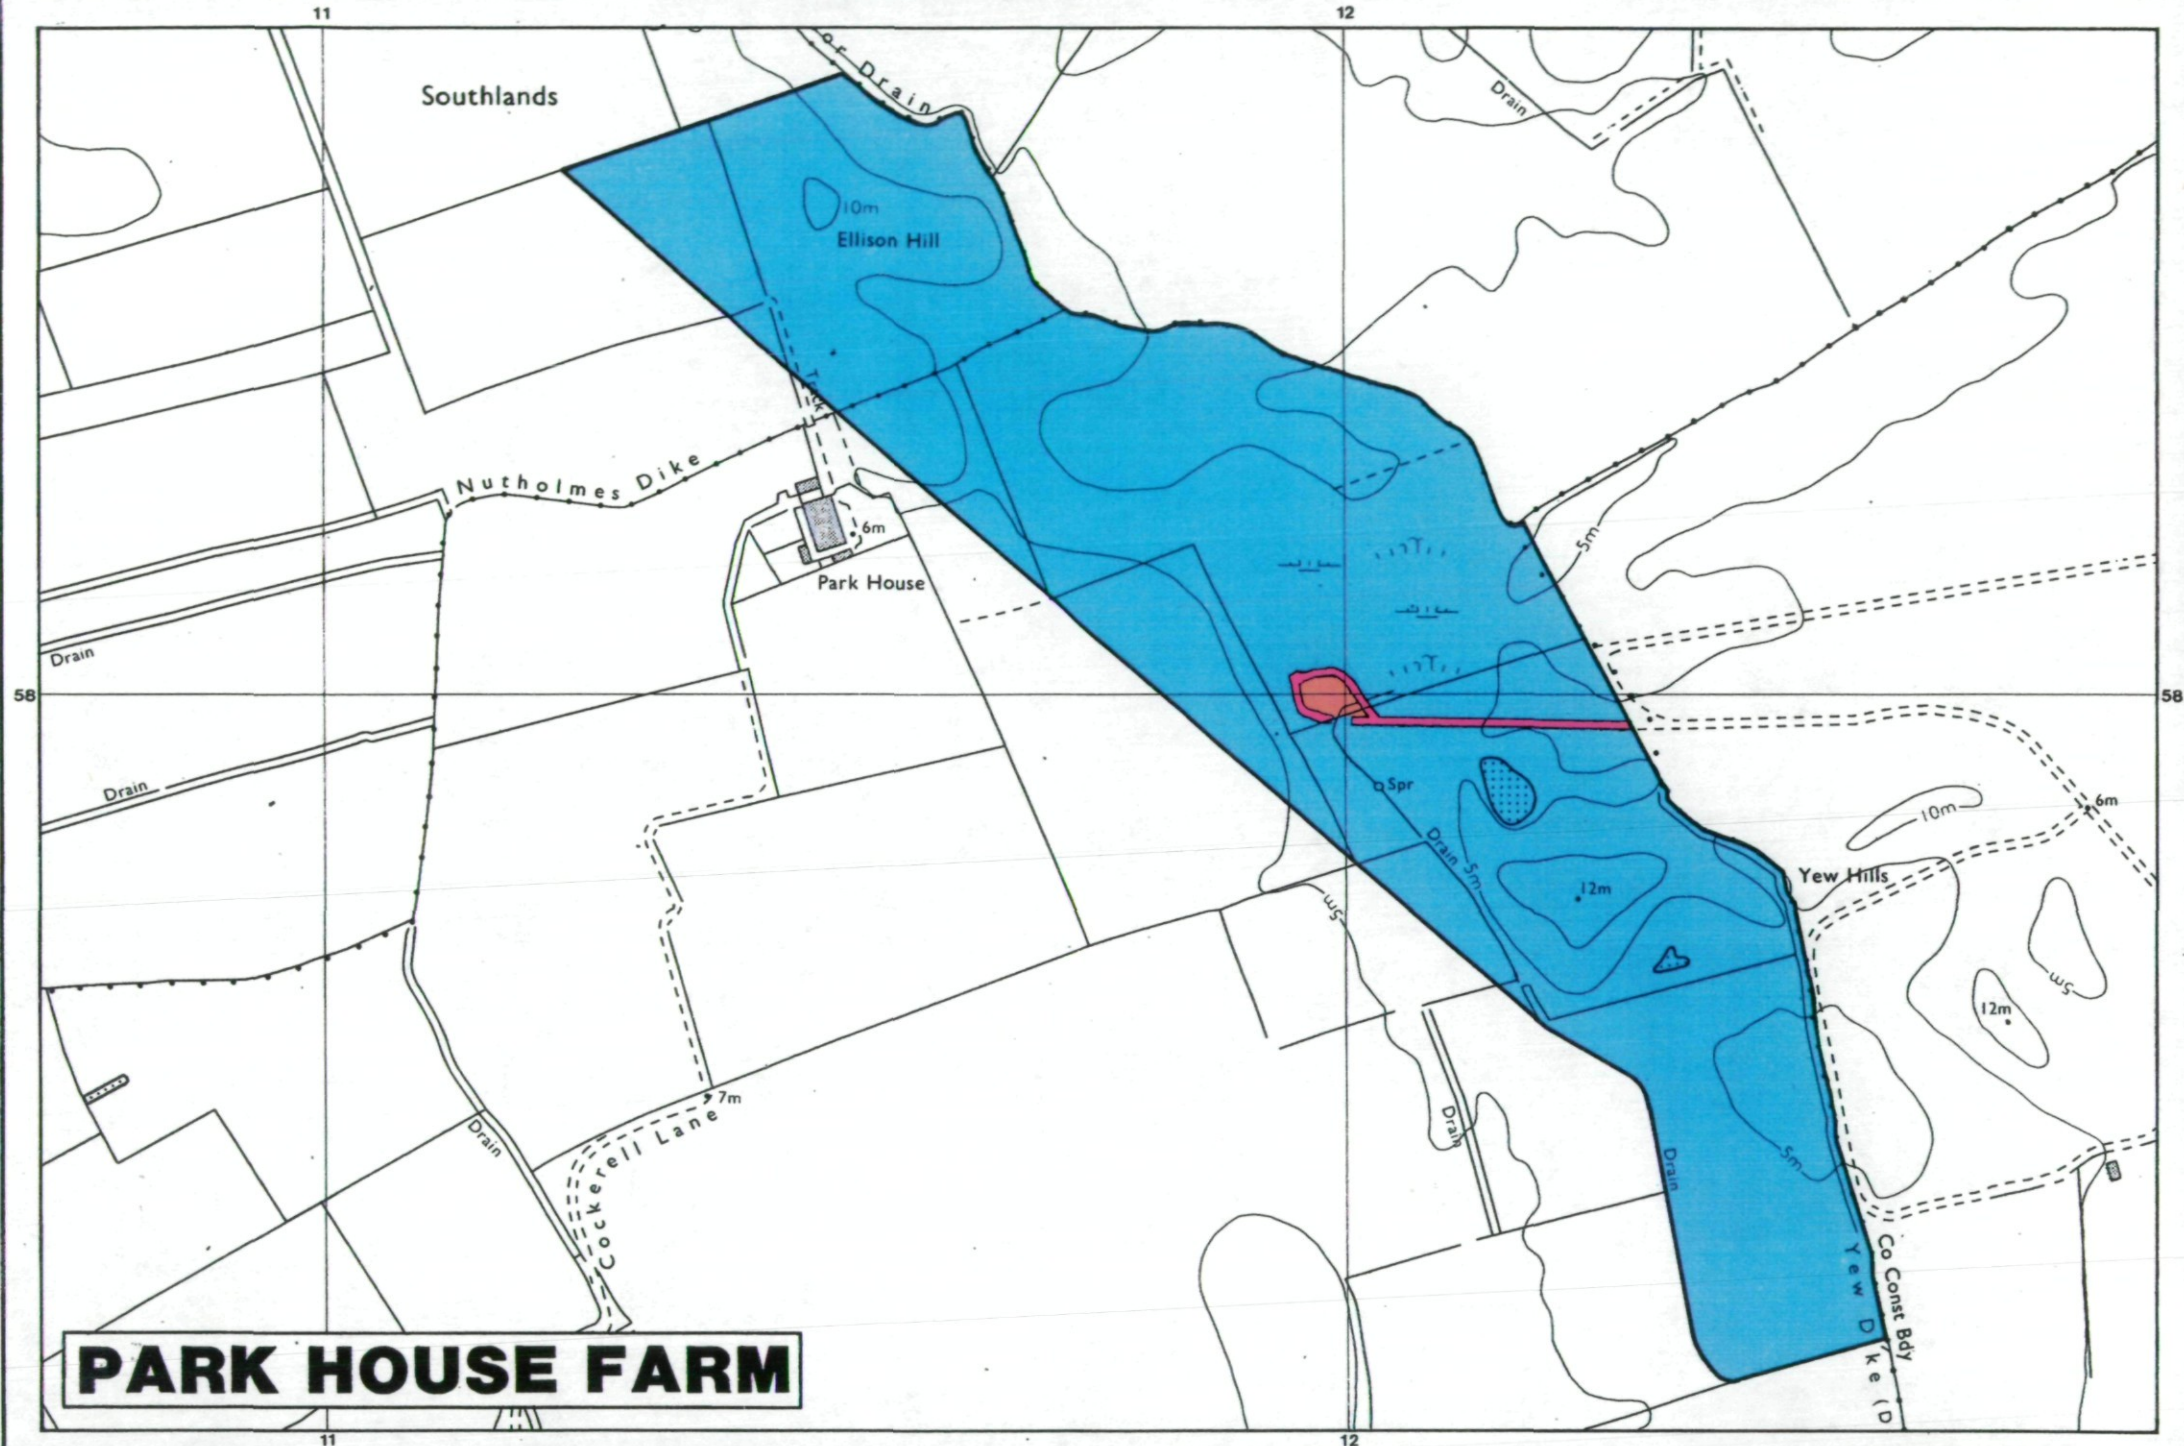 11
12
or Drain
Southlands
Drain
10m
Ellison Hill
Track
Nutholmes Dike
6m
Park House
5m
Drain
58
58
Drain
Spr
10m
6m
Drain
5m
Yew Hills
12m
5m
5m
12m
7m
Cockerell Lane
Drain
Drain
5m
Drain
Co Const Bdy
Yew D ke (D
PARK HOUSE FARM
11
12